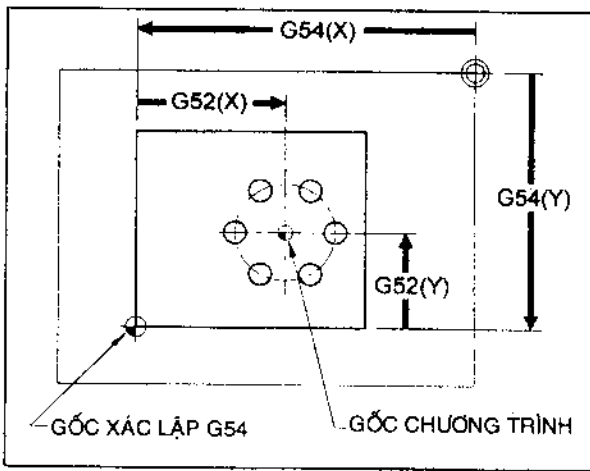 G54(X)
G52(X)
G54(Y)
G52(Y)
GỐC XÁC LẬP G54
GỐC CHƯƠNG TRÌNH